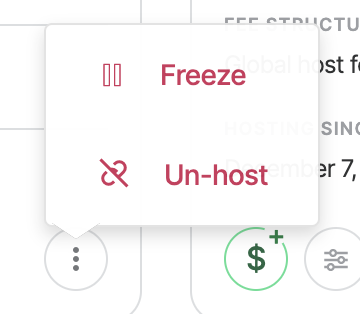 FEE STRUCTU
Global host fe
Freeze
HOSTING SINC
December 7,
Un-host
$+